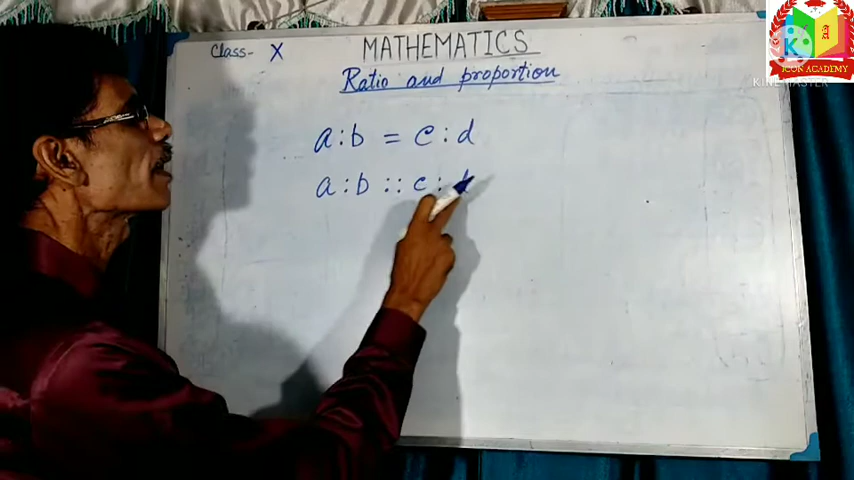 Class- X
MATHEMATICS
Ratio and proportion
a : b = c : d
a : b :: c :
K a
ICON ACADEMY
KINEMASTER